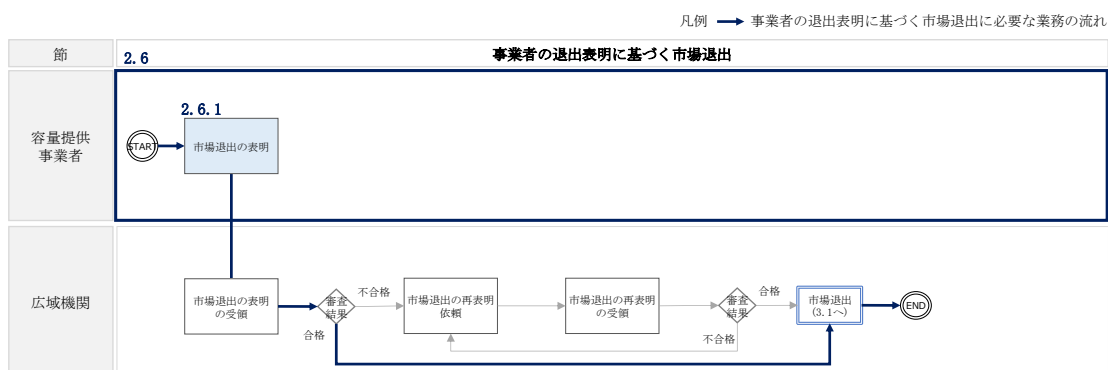 凡例 事業者の退出表明に基づく市場退出に必要な業務の流れ
節
2.6
事業者の退出表明に基づく市場退出
容量提供
事業者
2.6.1
START
市場退出の表明
広域機関
市場退出の表明
の受領
審査
結果
不合格
合格
市場退出の再表明
依頼
市場退出の再表明
の受領
審査
結果
合格
不合格
市場退出
(3.1へ)
END